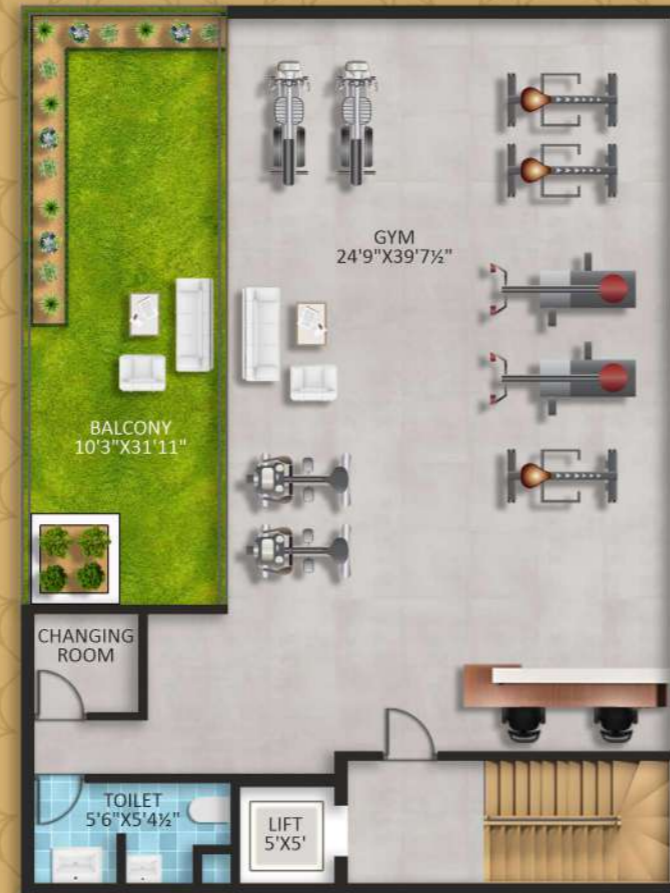 GYM
24'9"X39'7½"
BALCONY
10'3"X31'11"
CHANGING
ROOM
TOILET
5'6"X5'4½"
LIFT
5'X5'